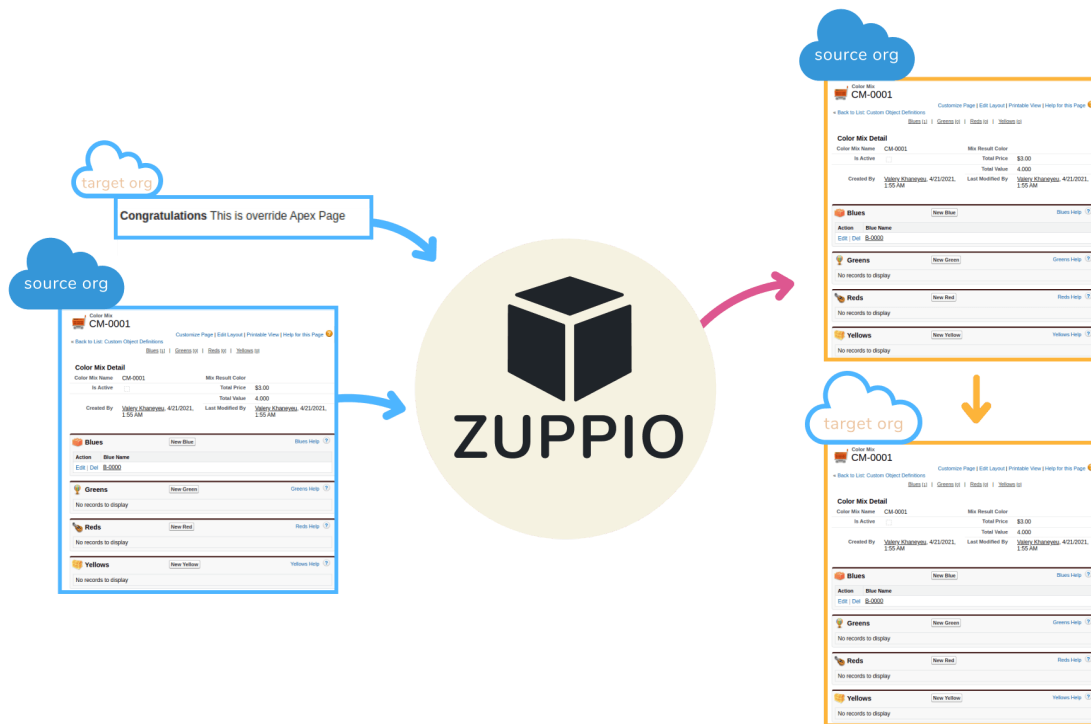 target org
Congratulations This is override Apex Page
source org
Color Mix
CM-0001
Customize Page | Edit Layout | Printable View | Help for this Page
« Back to List: Custom Object Definitions
Blues [1] | Greens [0] | Reds [0] | Yellows [0]
Color Mix Detail
Color Mix Name CM-0001 Mix Result Color
Is Active Total Price $3.00
Total Value 4.000
Created By Valery Khaneyeu, 4/21/2021, 1:55 AM Last Modified By Valery Khaneyeu, 4/21/2021, 1:55 AM
Blues New Blue Blues Help ?
Action Blue Name
Edit | Del B-0000
Greens New Green Greens Help ?
No records to display
Reds New Red Reds Help ?
No records to display
Yellows New Yellow Yellows Help ?
No records to display
ZUPPIO
source org
Color Mix
CM-0001
Customize Page | Edit Layout | Printable View | Help for this Page
« Back to List: Custom Object Definitions
Blues [1] | Greens [0] | Reds [0] | Yellows [0]
Color Mix Detail
Color Mix Name CM-0001 Mix Result Color
Is Active Total Price $3.00
Total Value 4.000
Created By Valery Khaneyeu, 4/21/2021, 1:55 AM Last Modified By Valery Khaneyeu, 4/21/2021, 1:55 AM
Blues New Blue Blues Help ?
Action Blue Name
Edit | Del B-0000
Greens New Green Greens Help ?
No records to display
Reds New Red Reds Help ?
No records to display
Yellows New Yellow Yellows Help ?
No records to display
target org
Color Mix
CM-0001
Customize Page | Edit Layout | Printable View | Help for this Page
« Back to List: Custom Object Definitions
Blues [1] | Greens [0] | Reds [0] | Yellows [0]
Color Mix Detail
Color Mix Name CM-0001 Mix Result Color
Is Active Total Price $3.00
Total Value 4.000
Created By Valery Khaneyeu, 4/21/2021, 1:55 AM Last Modified By Valery Khaneyeu, 4/21/2021, 1:55 AM
Blues New Blue Blues Help ?
Action Blue Name
Edit | Del B-0000
Greens New Green Greens Help ?
No records to display
Reds New Red Reds Help ?
No records to display
Yellows New Yellow Yellows Help ?
No records to display